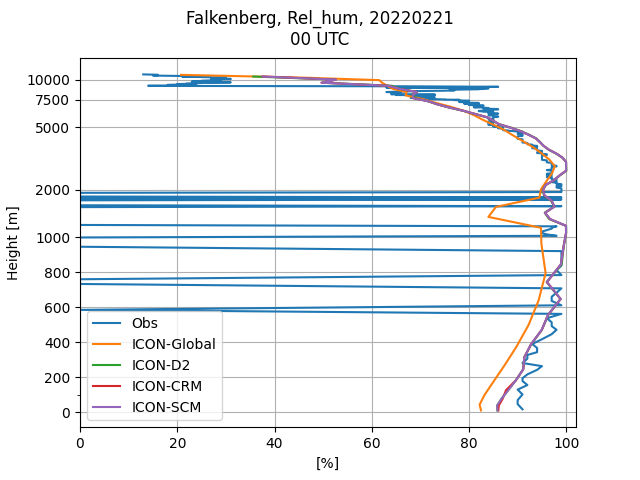 Falkenberg, Rel_hum, 20220221
00 UTC
10000
7500
5000
2000
1000
800
600
400
200
0
Height [m]
Obs
ICON-Global
ICON-D2
ICON-CRM
ICON-SCM
0 20 40 60 80 100
[%]